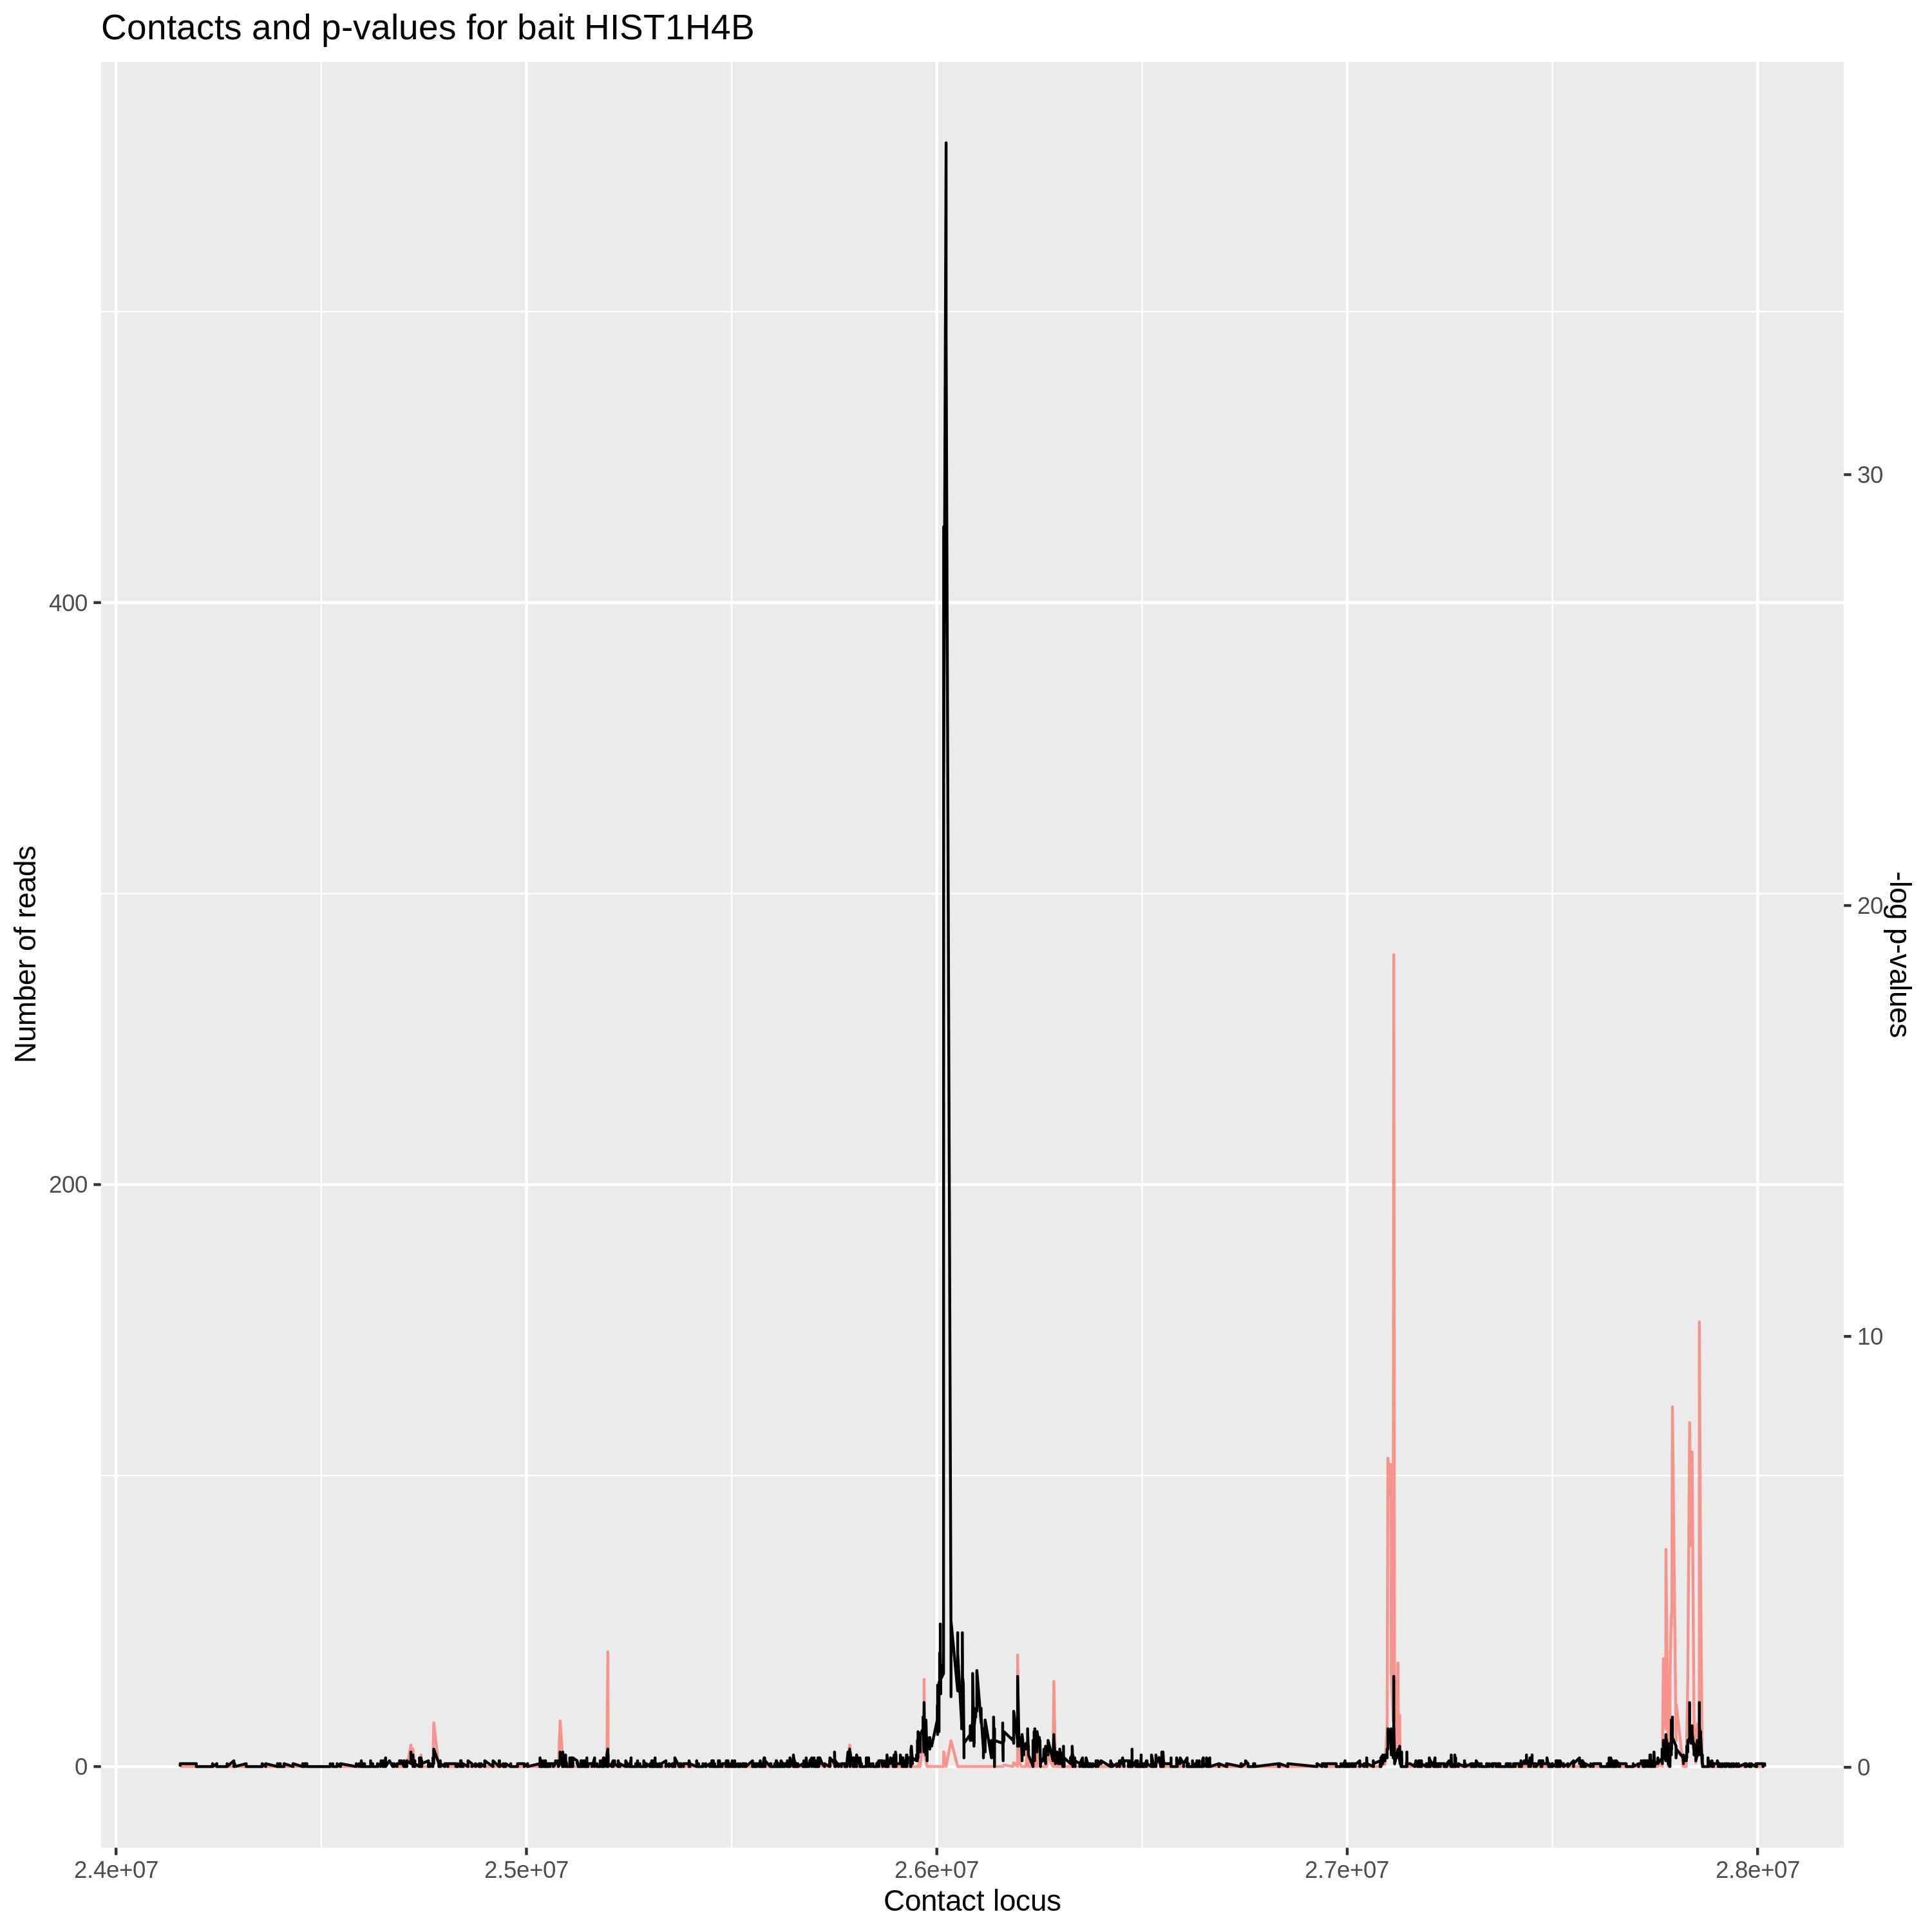 Contacts and p-values for bait HIST1H4B
Number of reads
400
200
0
30
20
10
0
-log p-values
2.4e+07 2.5e+07 2.6e+07 2.7e+07 2.8e+07
Contact locus